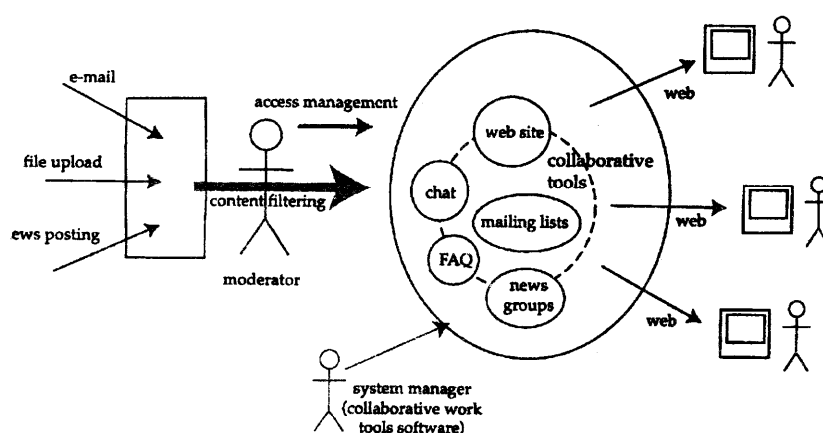 e-mail
file upload
ews posting
access management
content filtering
moderator
web site
collaborative
tools
chat
mailing lists
FAQ
news
groups
web
web
web
system manager
(collaborative work
tools software)